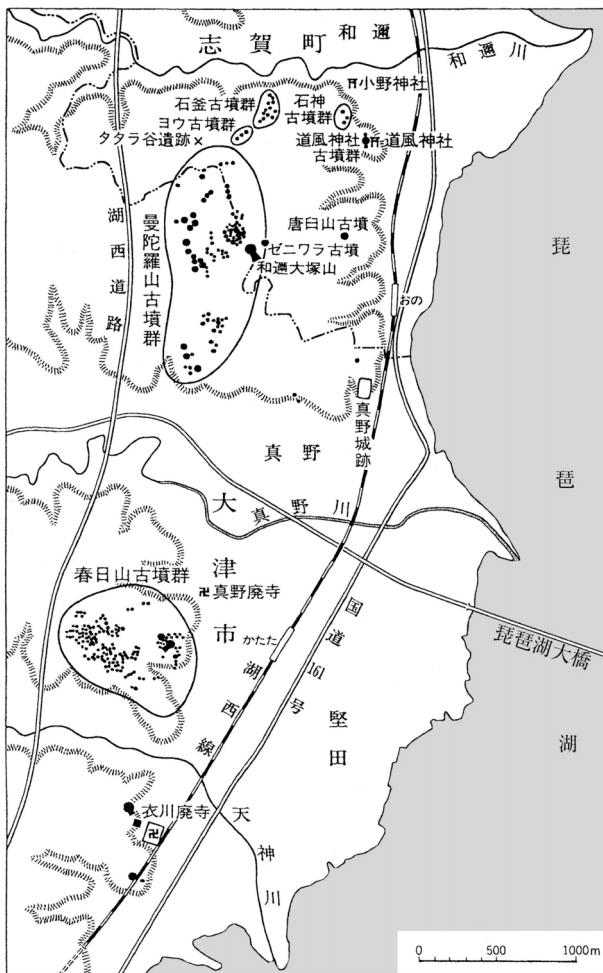 志賀町
和邇
和邇川
小野神社
石釜古墳群
石神
古墳群
ヨウ古墳群
タタラ谷遺跡
道風神社
古墳群
道風神社
湖西道路
曼陀羅山古墳群
唐臼山古墳
ゼニワラ古墳
和邇大塚山
おの
琵琶湖
真野城跡
真野
真野川
大津市
春日山古墳群
真野廃寺
かたた
湖西線
国道161号
琵琶湖大橋
堅田
衣川廃寺
天神川
0 500 1000m